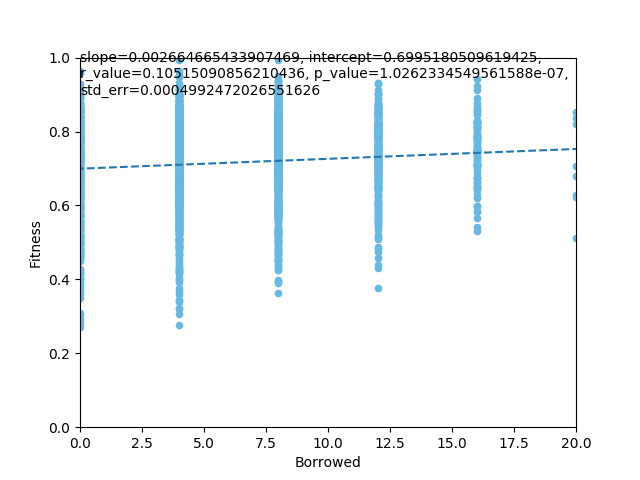 slope=0.002664665433907469, intercept=0.6995180509619425,
r_value=0.10515090856210436, p_value=1.0262334549561588e-07,
std_err=0.0004992472026551626
1.0
0.8
0.6
0.4
0.2
0.0
Fitness
0.0 2.5 5.0 7.5 10.0 12.5 15.0 17.5 20.0
Borrowed